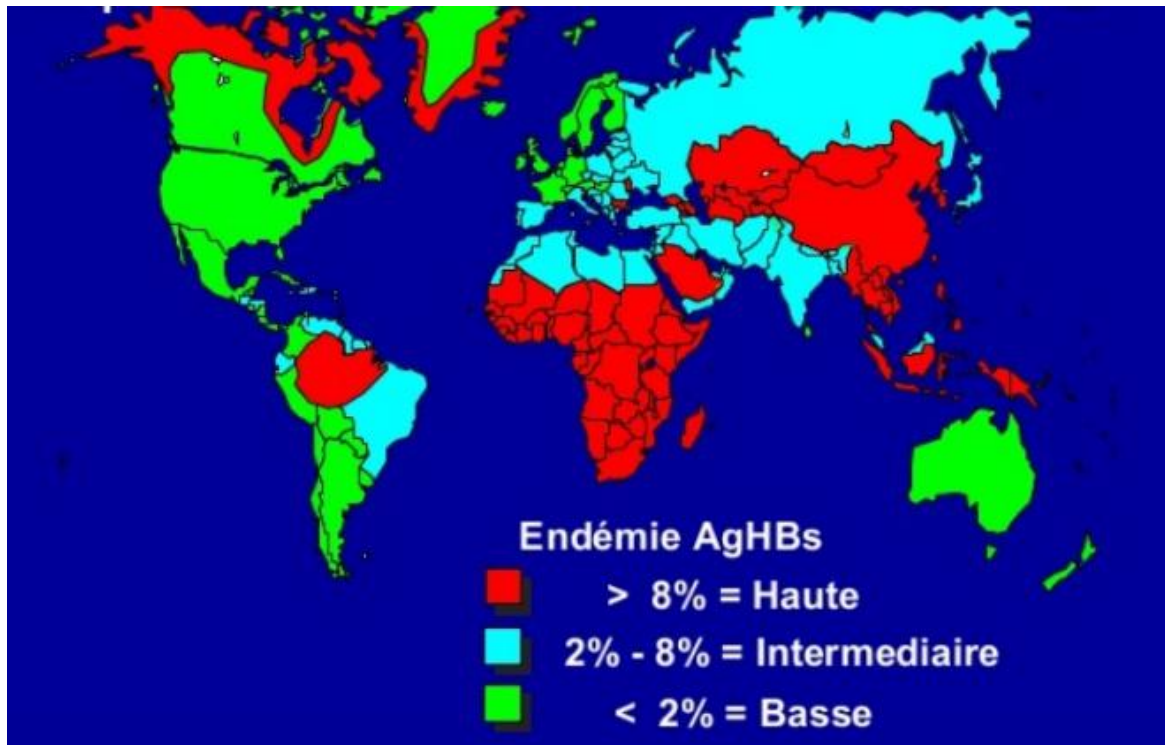 Endémie AgHBs
> 8% = Haute
2% - 8% = Intermediaire
< 2% = Basse